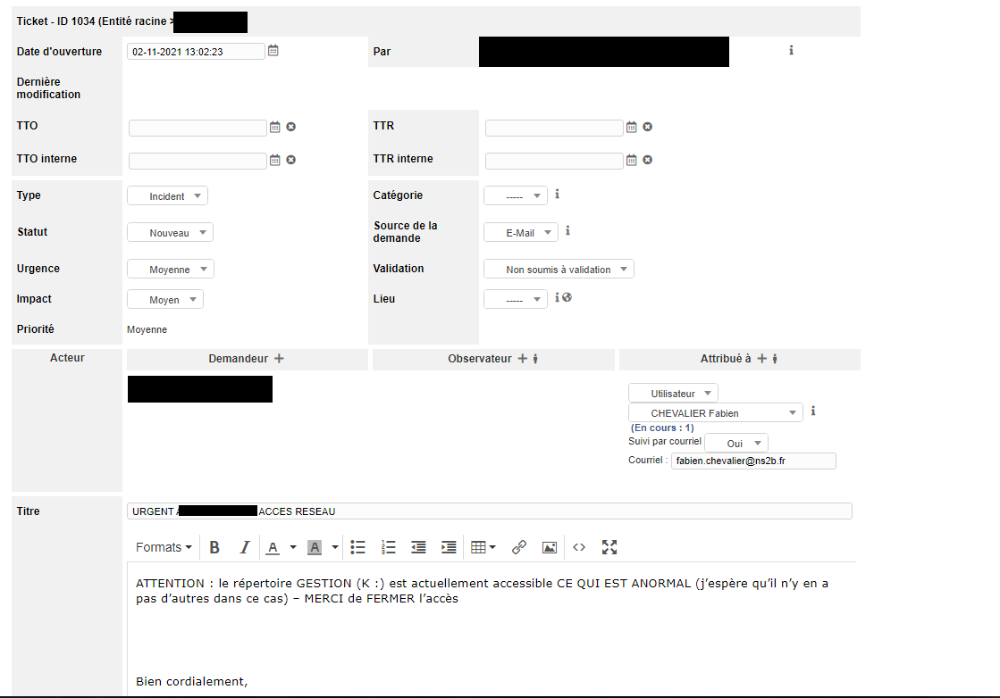 Ticket - ID 1034 (Entité racine >
Date d'ouverture 02-11-2021 13:02:23 Par
Dernière
modification
TTO TTR
TTO interne TTR interne
Type Incident Catégorie -----
Statut Nouveau Source de la
demande E-Mail
Urgence Moyenne Validation Non soumis à validation
Impact Moyen Lieu -----
Priorité Moyenne
Acteur Demandeur Observateur Attribué à
Utilisateur
CHEVALIER Fabien
(En cours : 1)
Suivi par courriel Oui
Courriel : fabien.chevalier@ns2b.fr
Titre URGENT ACCES RESEAU
Formats B I A A
ATTENTION : le répertoire GESTION (K :) est actuellement accessible CE QUI EST ANORMAL (j’espère qu’il n’y en a
pas d’autres dans ce cas) – MERCI de FERMER l’accès
Bien cordialement,